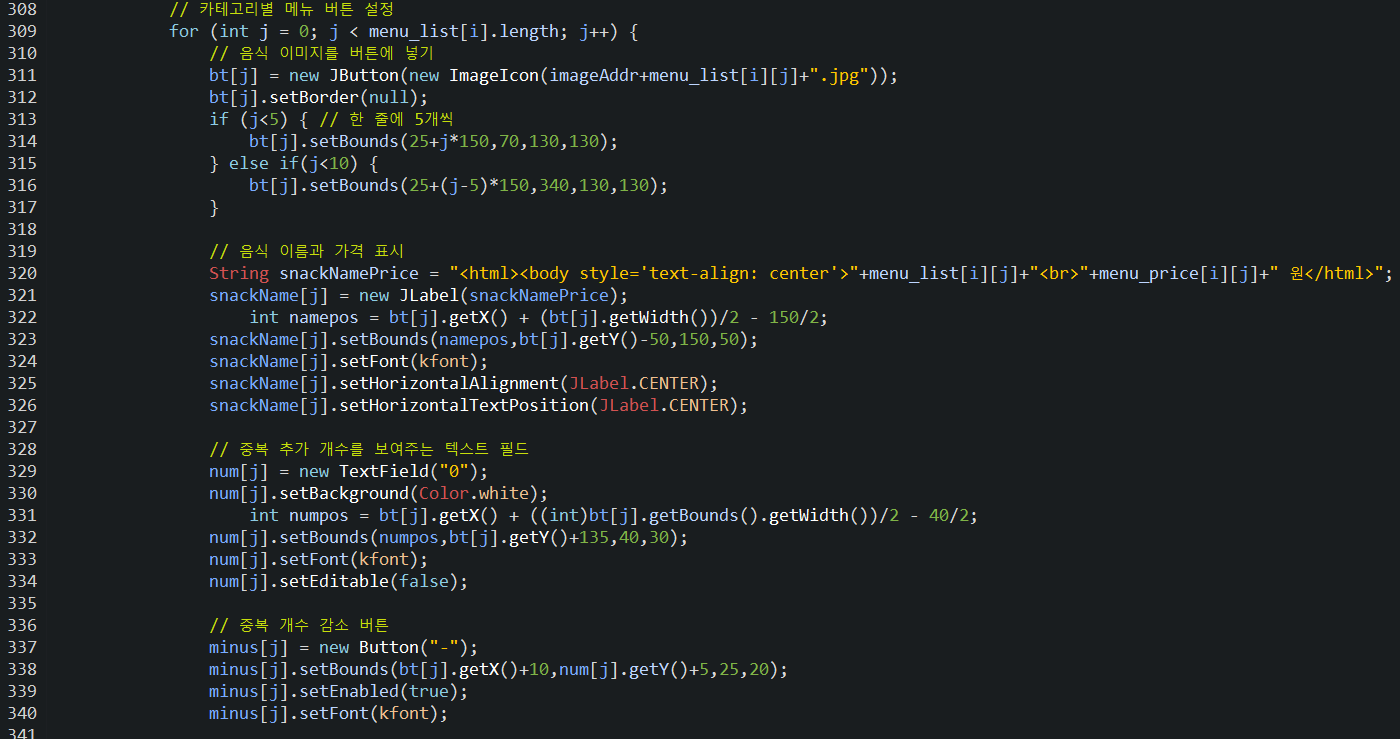 308 // 카테고리별 메뉴 버튼 설정
309 for (int j = 0; j < menu_list[i].length; j++) {
310 // 음식 이미지를 버튼에 넣기
311 bt[j] = new JButton(new ImageIcon(imageAddr+menu_list[i][j]+".jpg"));
312 bt[j].setBorder(null);
313 if (j<5) { // 한 줄에 5개씩
314 bt[j].setBounds(25+j*150,70,130,130);
315 } else if(j<10) {
316 bt[j].setBounds(25+(j-5)*150,340,130,130);
317 }
318
319 // 음식 이름과 가격 표시
320 String snackNamePrice = "<html><body style='text-align: center'>"+menu_list[i][j]+"<br>"+menu_price[i][j]+" 원</html>";
321 snackName[j] = new JLabel(snackNamePrice);
322 int namepos = bt[j].getX() + (bt[j].getWidth())/2 - 150/2;
323 snackName[j].setBounds(namepos,bt[j].getY()-50,150,50);
324 snackName[j].setFont(kfont);
325 snackName[j].setHorizontalAlignment(JLabel.CENTER);
326 snackName[j].setHorizontalTextPosition(JLabel.CENTER);
327
328 // 중복 추가 개수를 보여주는 텍스트 필드
329 num[j] = new TextField("0");
330 num[j].setBackground(Color.white);
331 int numpos = bt[j].getX() + ((int)bt[j].getBounds().getWidth())/2 - 40/2;
332 num[j].setBounds(numpos,bt[j].getY()+135,40,30);
333 num[j].setFont(kfont);
334 num[j].setEditable(false);
335
336 // 중복 개수 감소 버튼
337 minus[j] = new Button("-");
338 minus[j].setBounds(bt[j].getX()+10,num[j].getY()+5,25,20);
339 minus[j].setEnabled(true);
340 minus[j].setFont(kfont);
341